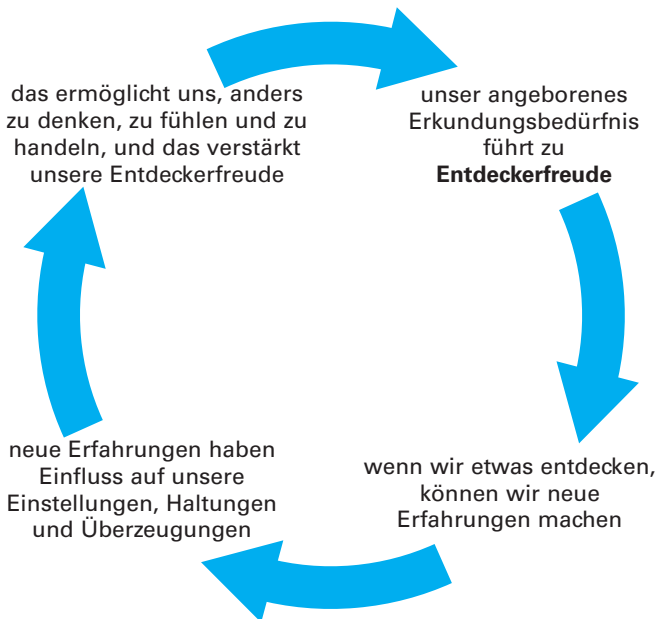 das ermöglicht uns, anders
zu denken, zu fühlen und zu
handeln, und das verstärkt
unsere Entdeckerfreude
unser angeborenes
Erkundungsbedürfnis
führt zu
Entdeckerfreude
wenn wir etwas entdecken,
können wir neue
Erfahrungen machen
neue Erfahrungen haben
Einfluss auf unsere
Einstellungen, Haltungen
und Überzeugungen